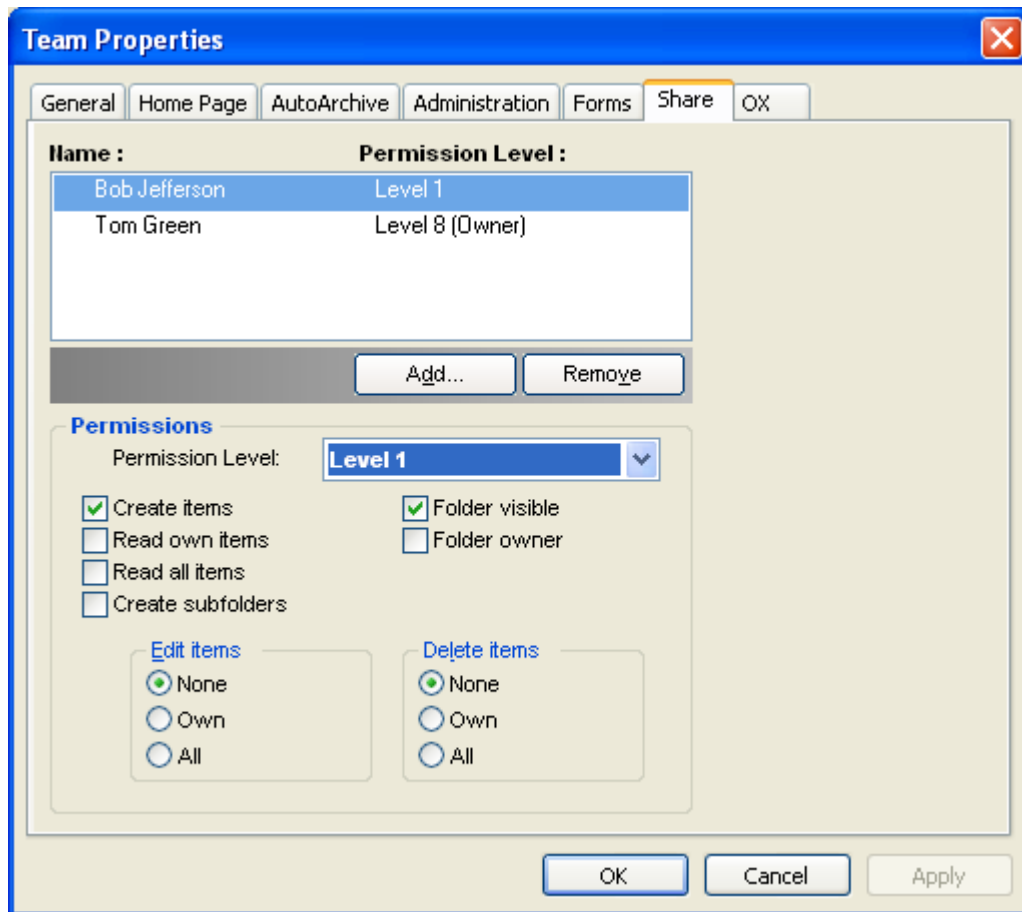 Team Properties
General Home Page AutoArchive Administration Forms Share OX
Name : Permission Level :
Bob Jefferson Level 1
Tom Green Level 8 (Owner)
Add... Remove
Permissions
Permission Level: Level 1
Create items Folder visible
Read own items Folder owner
Read all items
Create subfolders
Edit items Delete items
None None
Own Own
All All
OK Cancel Apply